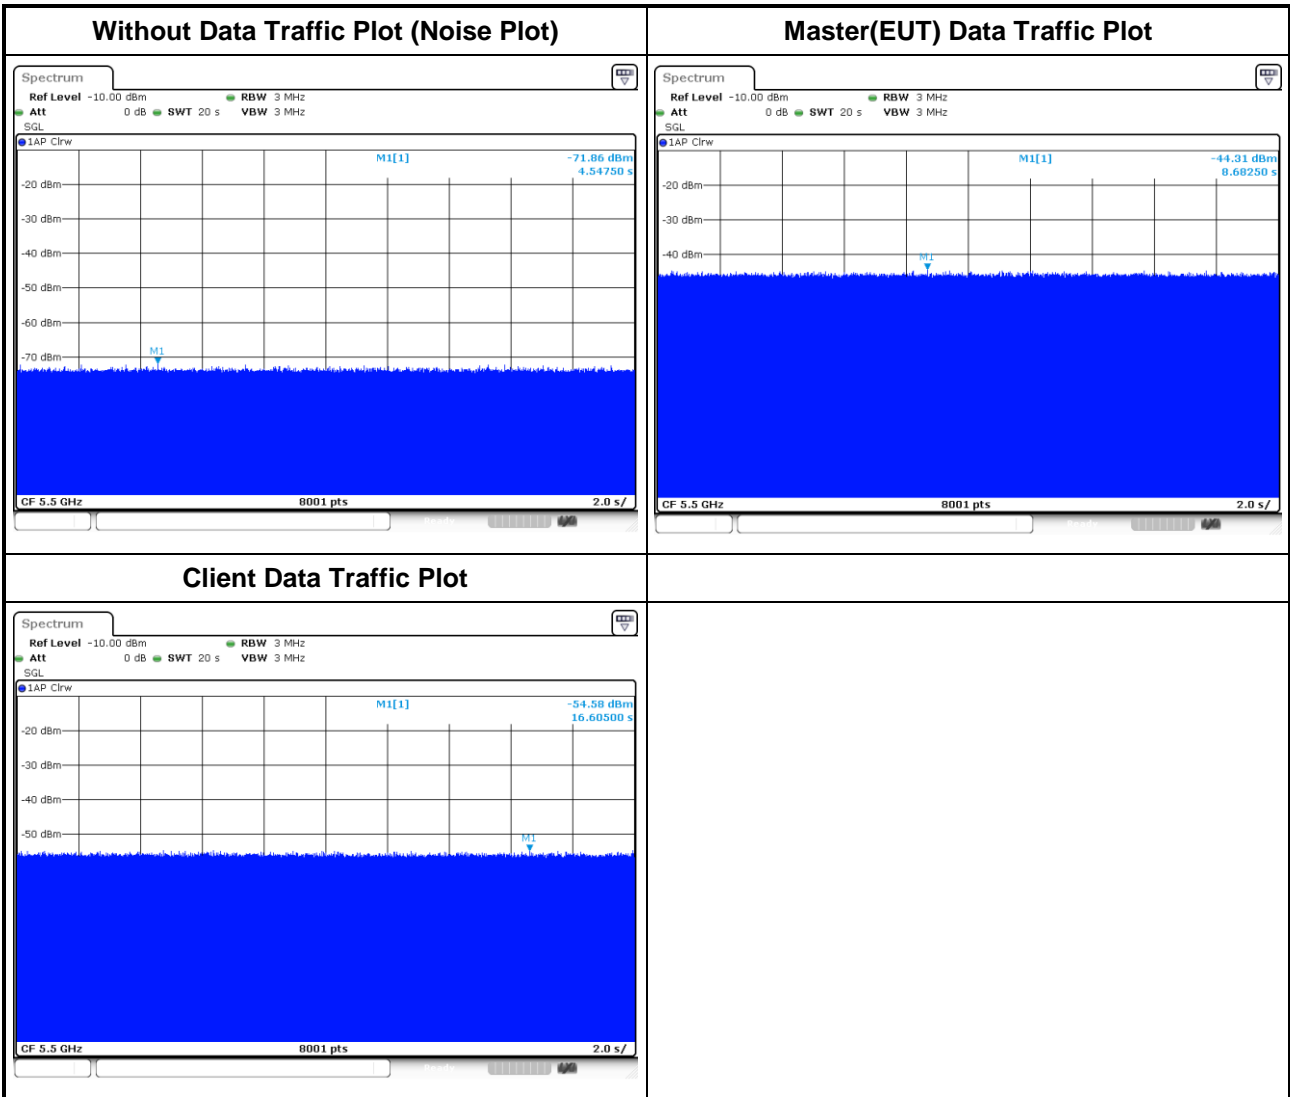 Without Data Traffic Plot (Noise Plot)
Spectrum
Ref Level -10.00 dBm RBW 3 MHz
Att 0 dB SWT 20 s VBW 3 MHz
SGL
1AP Clrw
M1[1] -71.86 dBm
4.54750 s
-20 dBm
-30 dBm
-40 dBm
-50 dBm
-60 dBm
-70 dBm
M1
CF 5.5 GHz 8001 pts 2.0 s/
Ready
Master(EUT) Data Traffic Plot
Spectrum
Ref Level -10.00 dBm RBW 3 MHz
Att 0 dB SWT 20 s VBW 3 MHz
SGL
1AP Clrw
M1[1] -44.31 dBm
8.68250 s
-20 dBm
-30 dBm
-40 dBm
M1
CF 5.5 GHz 8001 pts 2.0 s/
Ready
Client Data Traffic Plot
Spectrum
Ref Level -10.00 dBm RBW 3 MHz
Att 0 dB SWT 20 s VBW 3 MHz
SGL
1AP Clrw
M1[1] -54.58 dBm
16.60500 s
-20 dBm
-30 dBm
-40 dBm
-50 dBm
M1
CF 5.5 GHz 8001 pts 2.0 s/
Ready